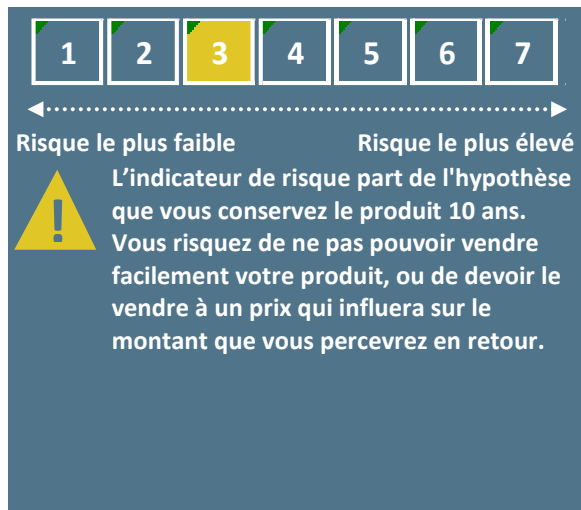 1 2 3 4 5 6 7
Risque le plus faible Risque le plus élevé
L’indicateur de risque part de l'hypothèse
que vous conservez le produit 10 ans.
Vous risquez de ne pas pouvoir vendre
facilement votre produit, ou de devoir le
vendre à un prix qui influera sur le
montant que vous percevrez en retour.
!